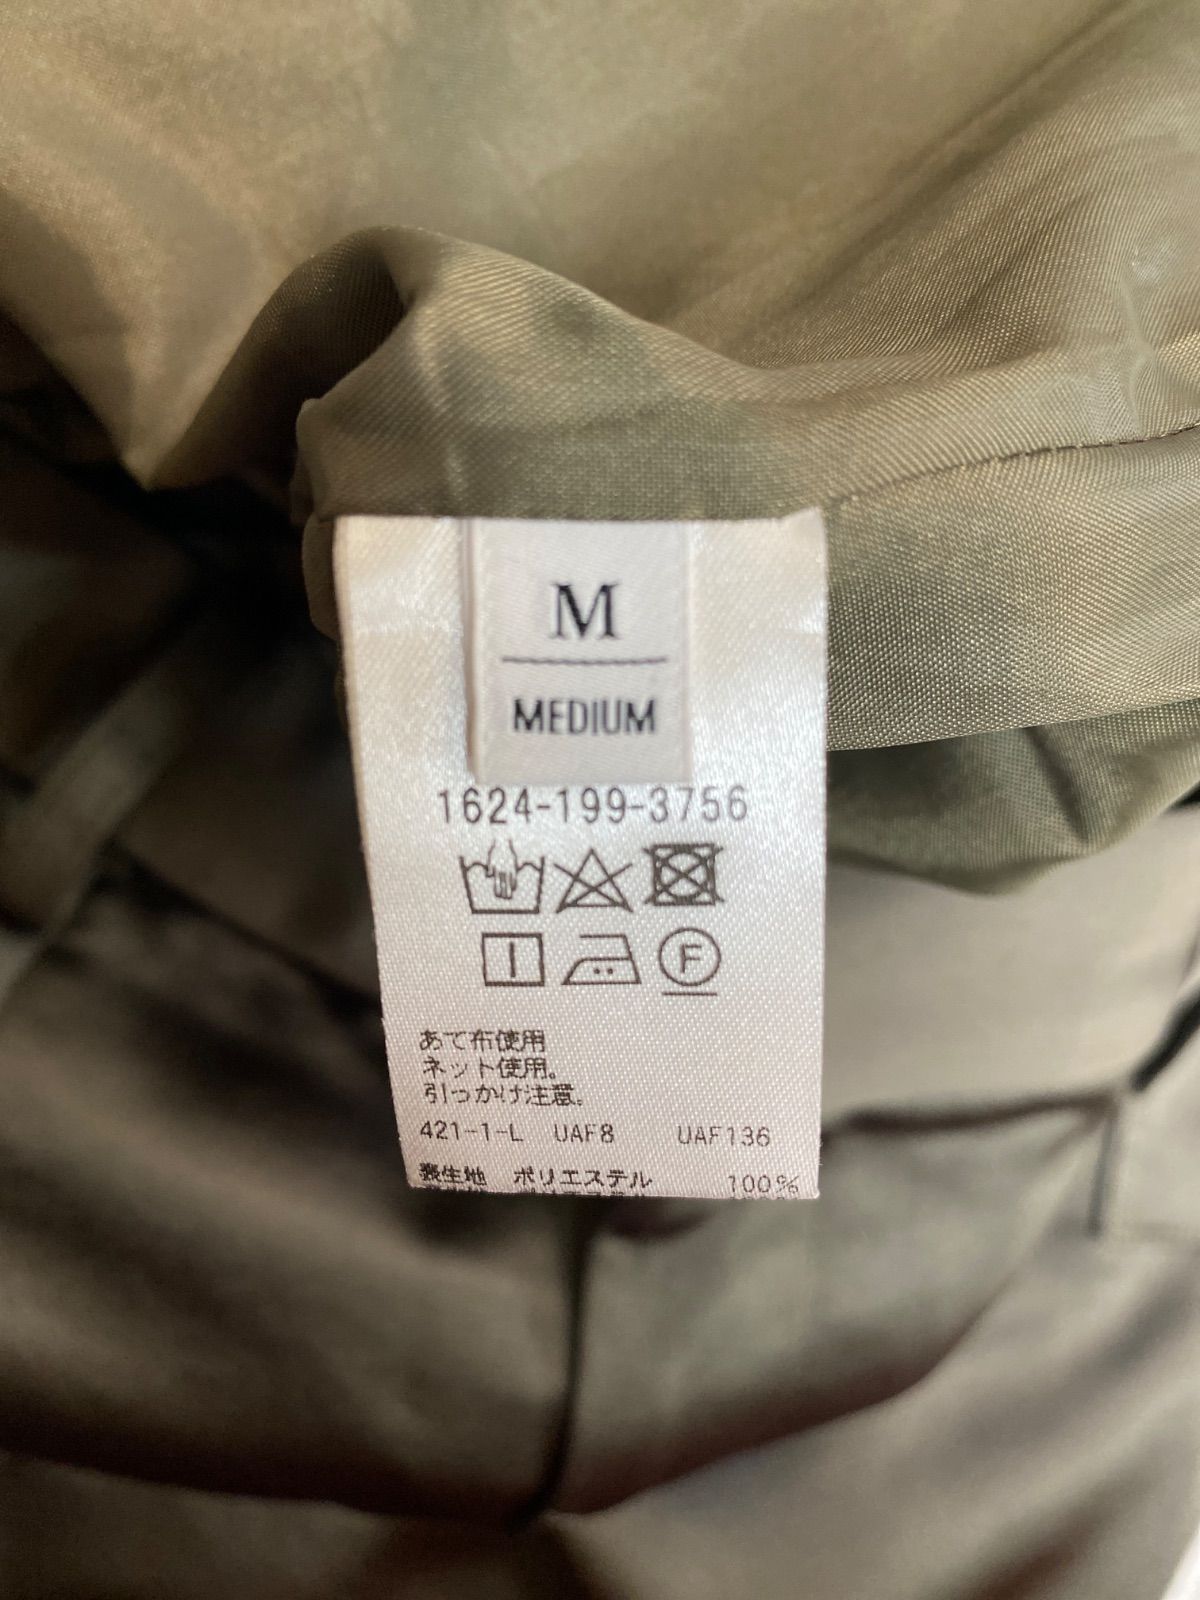 M
MEDIUM
1624-199-3756
F
あて布使用
ネット使用。
引っかけ注意。
421-1-L UAF8 UAF136
表生地 ポリエステル 100%